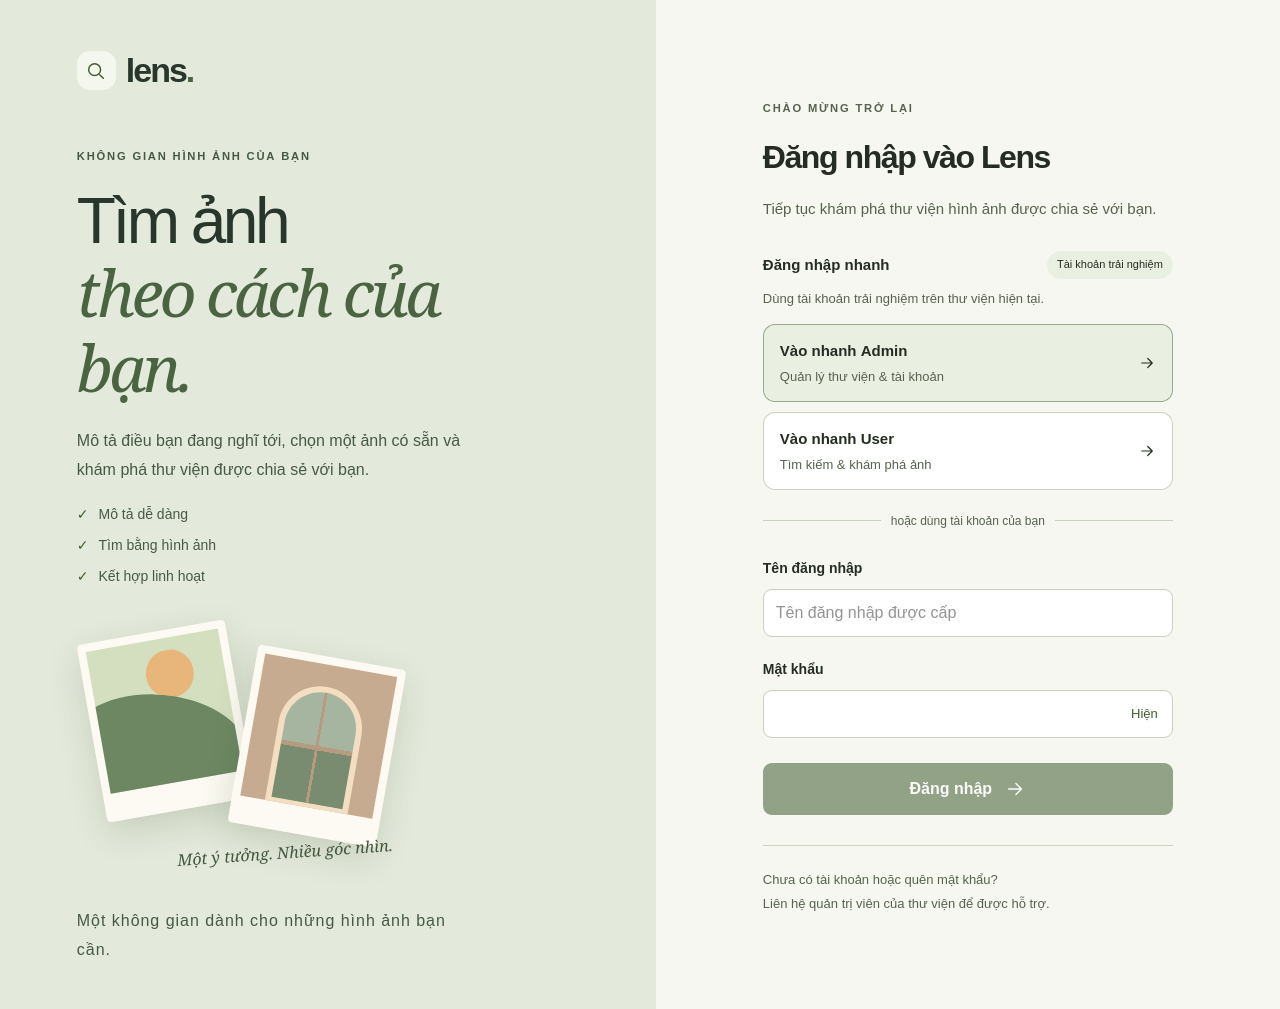 lens.
KHÔNG GIAN HÌNH ẢNH CỦA BẠN
Tìm ảnh
theo cách của
bạn.
Mô tả điều bạn đang nghĩ tới, chọn một ảnh có sẵn và
khám phá thư viện được chia sẻ với bạn.
✓ Mô tả dễ dàng
✓ Tìm bằng hình ảnh
✓ Kết hợp linh hoạt
Một ý tưởng. Nhiều góc nhìn.
Một không gian dành cho những hình ảnh bạn
cần.
CHÀO MỪNG TRỞ LẠI
Đăng nhập vào Lens
Tiếp tục khám phá thư viện hình ảnh được chia sẻ với bạn.
Đăng nhập nhanh
Tài khoản trải nghiệm
Dùng tài khoản trải nghiệm trên thư viện hiện tại.
Vào nhanh Admin
Quản lý thư viện & tài khoản
Vào nhanh User
Tìm kiếm & khám phá ảnh
hoặc dùng tài khoản của bạn
Tên đăng nhập
Tên đăng nhập được cấp
Mật khẩu
Hiện
Đăng nhập
Chưa có tài khoản hoặc quên mật khẩu?
Liên hệ quản trị viên của thư viện để được hỗ trợ.